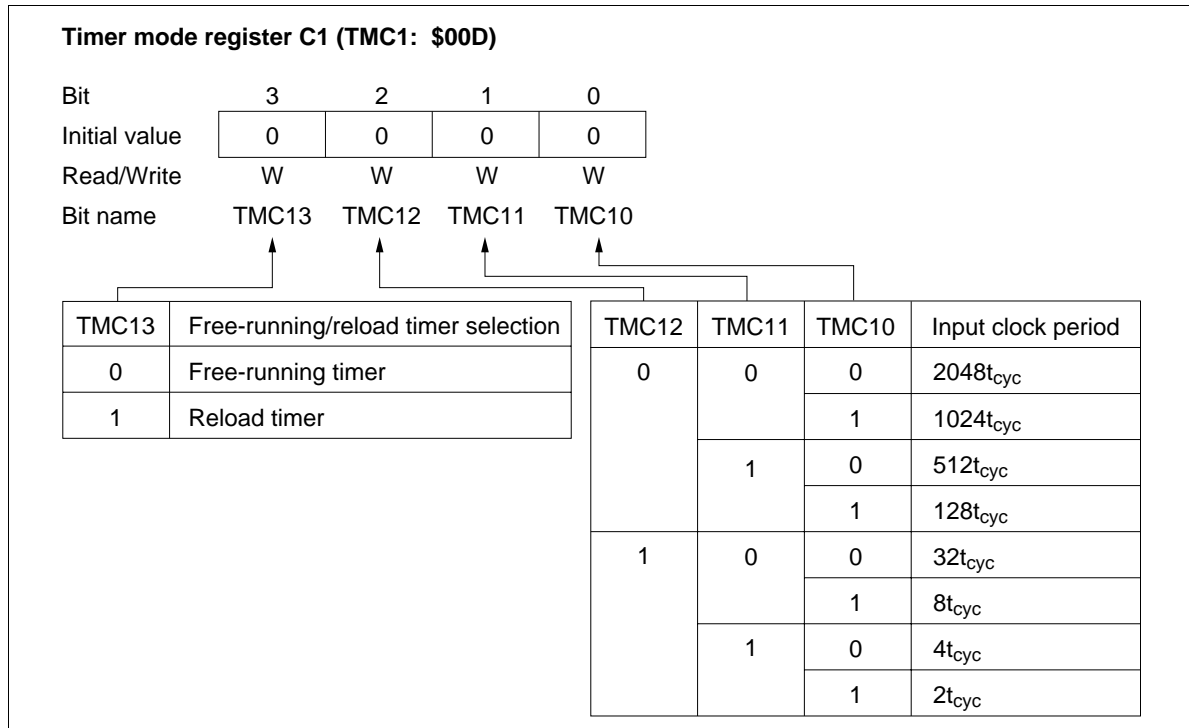 Timer mode register C1 (TMC1: $00D)
Bit 3 2 1 0
Initial value 0 0 0 0
Read/Write W W W W
Bit name TMC13 TMC12 TMC11 TMC10
TMC13 Free-running/reload timer selection
0 Free-running timer
1 Reload timer
TMC12 TMC11 TMC10 Input clock period
0 0 0 2048tcyc
1 1024tcyc
1 0 512tcyc
1 128tcyc
1 0 0 32tcyc
1 8tcyc
1 0 4tcyc
1 2tcyc